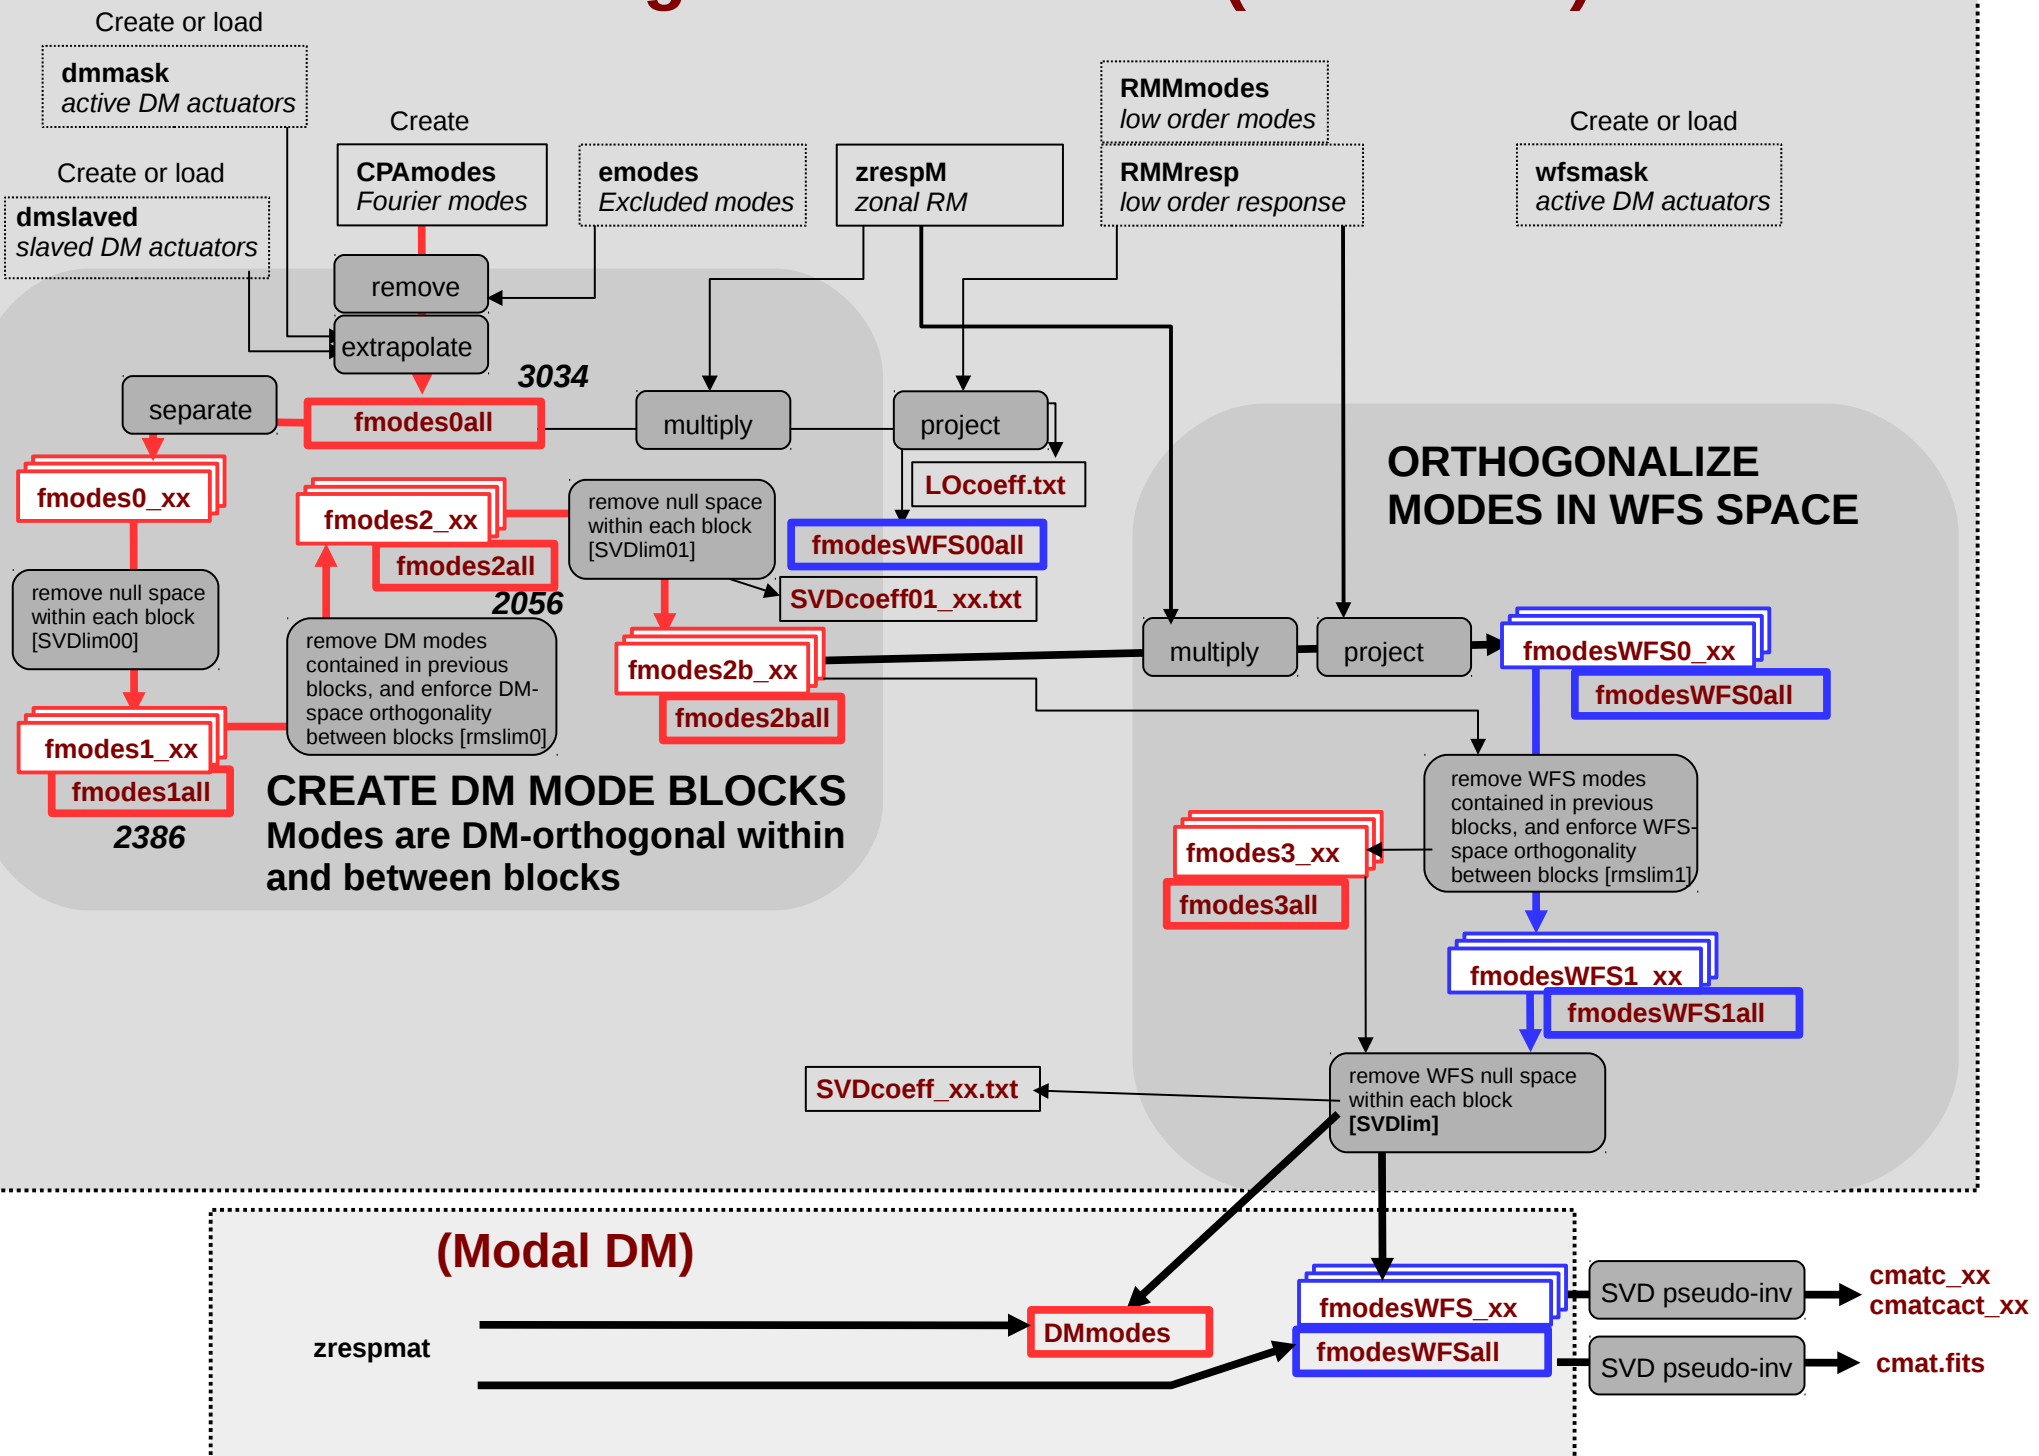 Create or load
dmmask
active DM actuators
Create or load
dmslaved
slaved DM actuators
Create
CPAmodes
Fourier modes
emodes
Excluded modes
zrespM
zonal RM
RMMmodes
low order modes
RMMresp
low order response
Create or load
wfsmask
active DM actuators
remove
extrapolate
3034
separate
fmodes0all
multiply
project
LOcoeff.txt
fmodes0_xx
fmodes2_xx
fmodes2all
2056
remove null space
within each block
[SVDlim01]
fmodesWFS00all
SVDcoeff01_xx.txt
ORTHOGONALIZE
MODES IN WFS SPACE
remove null space
within each block
[SVDlim00]
remove DM modes
contained in previous
blocks, and enforce DM-
space orthogonality
between blocks [rmslim0]
fmodes2b_xx
fmodes2ball
multiply
project
fmodesWFS0_xx
fmodesWFS0all
fmodes1_xx
fmodes1all
2386
CREATE DM MODE BLOCKS
Modes are DM-orthogonal within
and between blocks
remove WFS modes
contained in previous
blocks, and enforce WFS-
space orthogonality
between blocks [rmslim1]
fmodes3_xx
fmodes3all
fmodesWFS1_xx
fmodesWFS1all
SVDcoeff_xx.txt
remove WFS null space
within each block
[SVDlim]
(Modal DM)
zrespmat
DMmodes
fmodesWFS_xx
fmodesWFSall
SVD pseudo-inv
cmatc_xx
cmatcact_xx
SVD pseudo-inv
cmat.fits